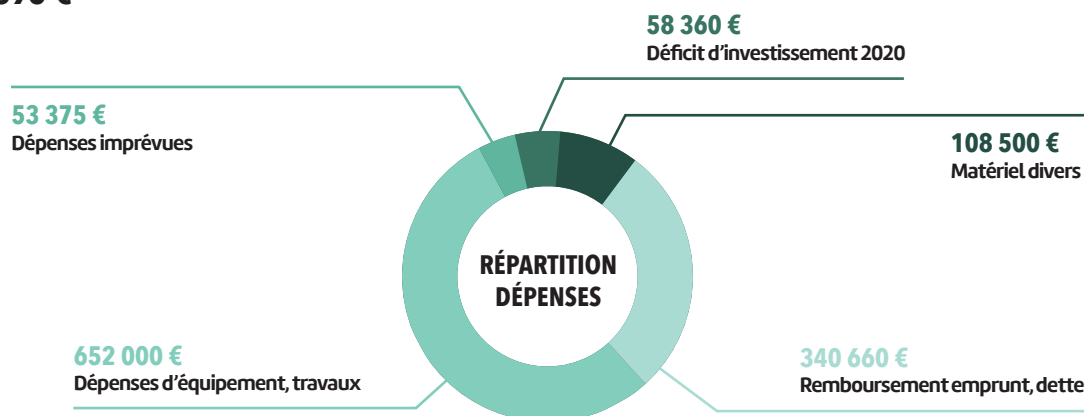 58 360 €
Déficit d'investissement 2020
53 375 €
Dépenses imprévues
108 500 €
Matériel divers
RÉPARTITION
DÉPENSES
652 000 €
Dépenses d'équipement, travaux
340 660 €
Remboursement emprunt, dette